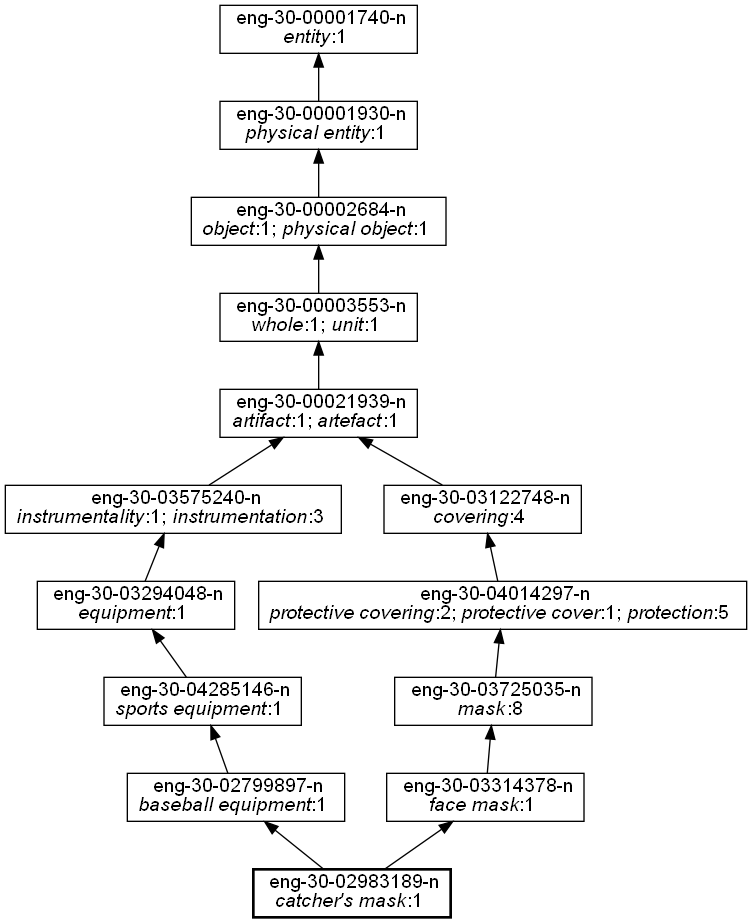 eng-30-00001740-n
entity:1
eng-30-00001930-n
physical entity:1
eng-30-00002684-n
object:1; physical object:1
eng-30-00003553-n
whole:1; unit:1
eng-30-00021939-n
artifact:1; artefact:1
eng-30-03575240-n
instrumentality:1; instrumentation:3
eng-30-03122748-n
covering:4
eng-30-03294048-n
equipment:1
eng-30-04014297-n
protective covering:2; protective cover:1; protection:5
eng-30-04285146-n
sports equipment:1
eng-30-03725035-n
mask:8
eng-30-02799897-n
baseball equipment:1
eng-30-03314378-n
face mask:1
eng-30-02983189-n
catcher's mask:1